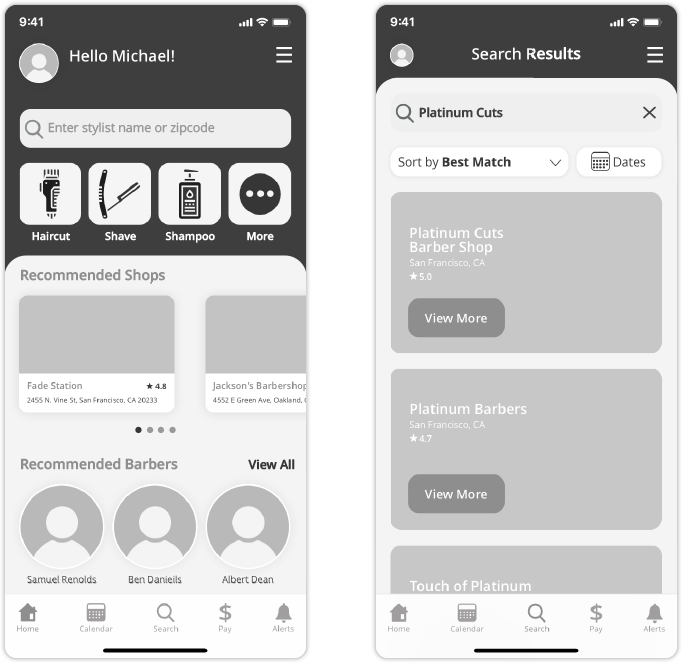 9:41
Hello Michael!
Enter stylist name or zipcode
Haircut Shave Shampoo More
Recommended Shops
Fade Station ★ 4.8
2455 N. Vine St, San Francisco, CA 20233
Jackson's Barbershop
4552 E Green Ave, Oakland,
Recommended Barbers View All
Samuel Renolds Ben Daniells Albert Dean
Home Calendar Search Pay Alerts
9:41
Search Results
Platinum Cuts
Sort by Best Match
Dates
Platinum Cuts
Barber Shop
San Francisco, CA
★ 5.0
View More
Platinum Barbers
San Francisco, CA
★ 4.7
View More
Touch of Platinum
Home Calendar Search Pay Alerts